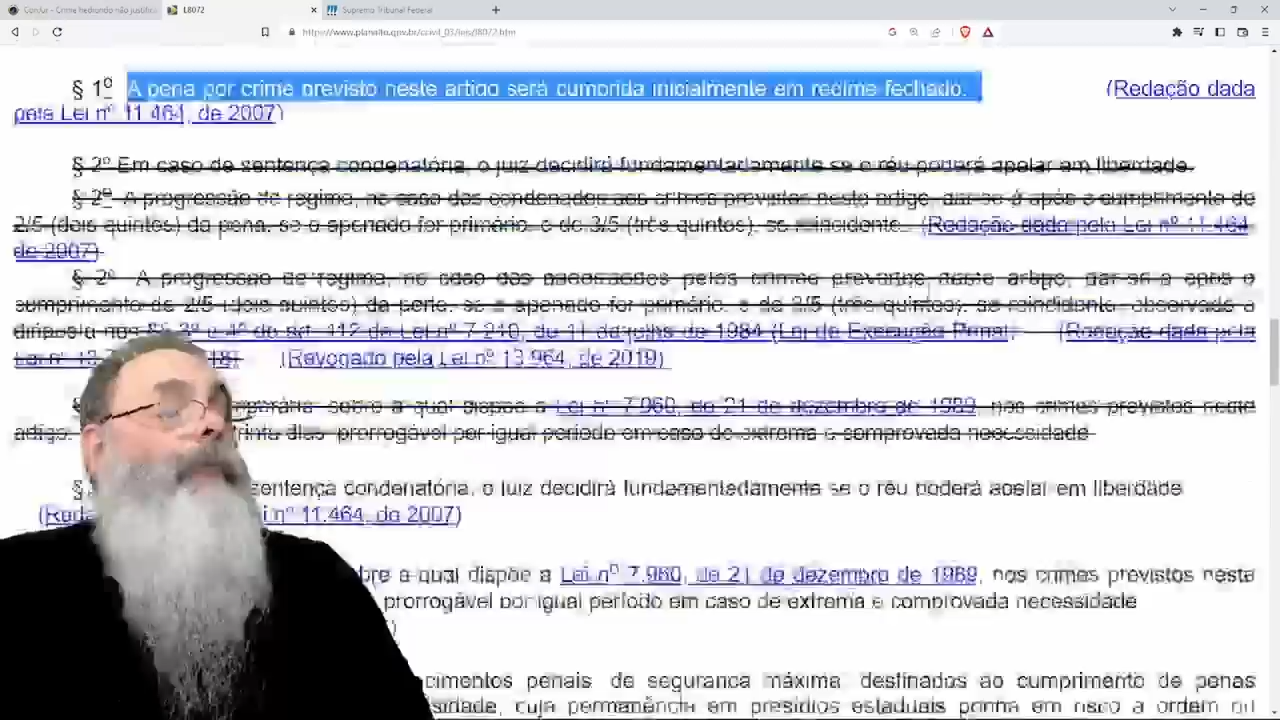 ConJur - Crime hediondo não justifica
L8072
Supremo Tribunal Federal
https://www.planalto.gov.br/ccivil_03/leis/l8072.htm
§ 1º A pena por crime previsto neste artigo será cumprida inicialmente em regime fechado. (Redação dada
pela Lei nº 11.464, de 2007)
§ 2º Em caso de sentença condenatória, o juiz decidirá fundamentadamente se o réu poderá apelar em liberdade.
§ 2º A progressão de regime, no caso dos condenados aos crimes previstos neste artigo, dar-se-á após o cumprimento de
2/5 (dois quintos) da pena, se o apenado for primário, e de 3/5 (três quintos), se reincidente. (Redação dada pela Lei nº 11.464
de 2007)
§ 2º A progressão de regime, no caso dos condenados pelos crimes previstos neste artigo, dar-se-á após o
cumprimento de 2/5 (dois quintos) da pena, se o apenado for primário, e de 3/5 (três quintos), se reincidente, observado o
disposto nos §§ 3º e 4º do art. 112 da Lei nº 7.210, de 11 de julho de 1984 (Lei de Execução Penal) (Redação dada pela
Lei nº 13.7 (Revogado pela Lei nº 13.964, de 2019)
sobre a qual dispõe a Lei nº 7.960, de 21 de dezembro de 1989, nos crimes previstos neste
artigo, prorrogável por igual período em caso de extrema e comprovada necessidade
§ sentença condenatória, o juiz decidirá fundamentadamente se o réu poderá apelar em liberdade
nº 11.464, de 2007)
a qual dispõe a Lei nº 7.960, de 21 de dezembro de 1989, nos crimes previstos neste
prorrogável por igual período em caso de extrema e comprovada necessidade
penais de segurança máxima, destinados ao cumprimento de penas
cuja permanência em presídios estaduais ponha em risco a ordem ou